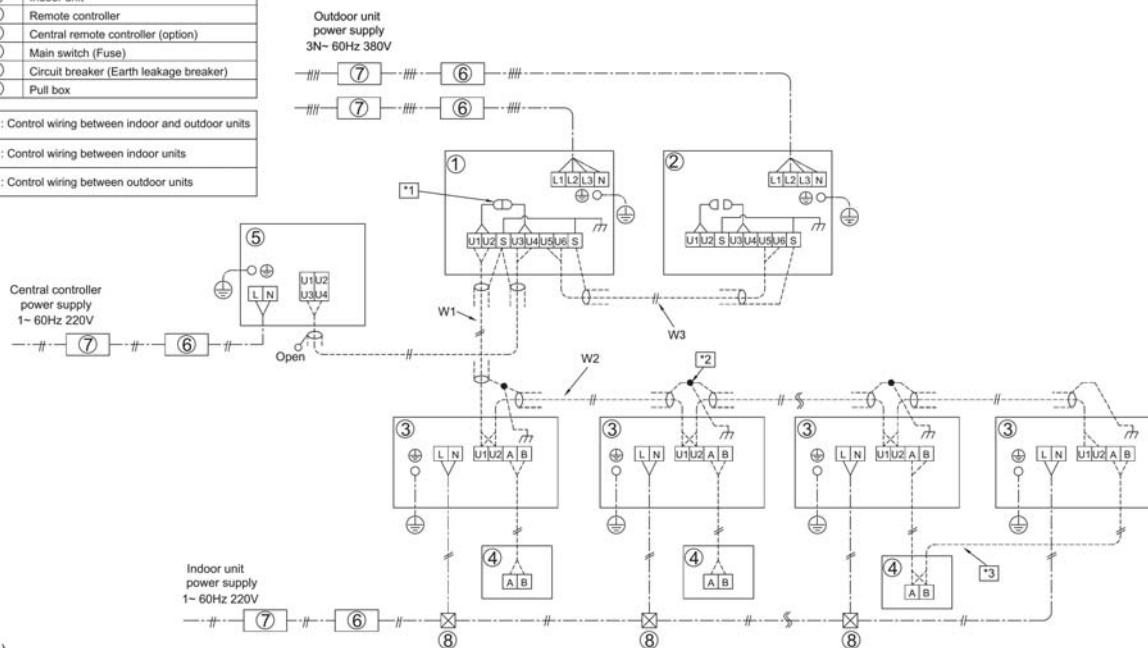 Remote controller
Central remote controller (option)
Main switch (Fuse)
Circuit breaker (Earth leakage breaker)
Pull box
: Control wiring between indoor and outdoor units
: Control wiring between indoor units
: Control wiring between outdoor units
Outdoor unit
power supply
3N~ 60Hz 380V
⑦ ⑥
⑦ ⑥
① L1 L2 L3 N
*1
U1 U2 S U3 U4 U5 U6 S
② L1 L2 L3 N
U1 U2 S U3 U4 U5 U6 S
⑤
U1 U2
L N U3 U4
Central controller
power supply
1~ 60Hz 220V
⑦ ⑥
Open
W1
W3
W2
*2
③ L N U1 U2 A B
③ L N U1 U2 A B
③ L N U1 U2 A B
③ L N U1 U2 A B
④ A B
④ A B
④ A B
*3
Indoor unit
power supply
1~ 60Hz 220V
⑦ ⑥
⑧ ⑧ ⑧